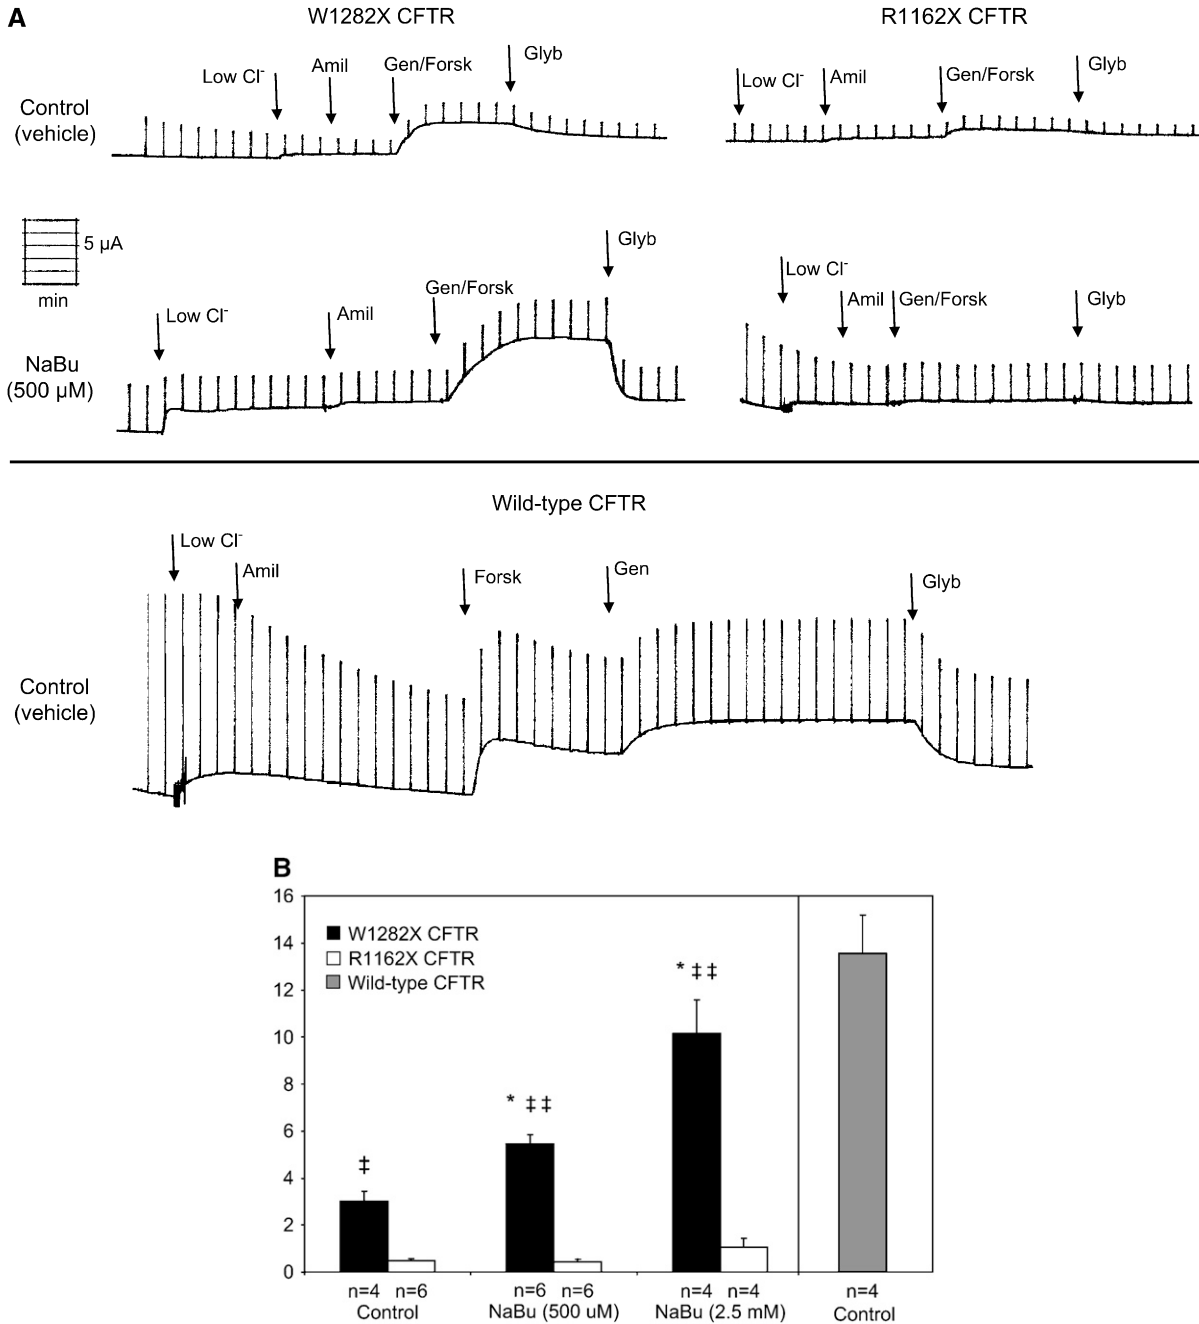 A
W1282X CFTR
R1162X CFTR
Control
(vehicle)
Low Cl-
Amil
Gen/Forsk
Glyb
Low Cl-
Amil
Gen/Forsk
Glyb
5 µA
min
NaBu
(500 µM)
Low Cl-
Amil
Gen/Forsk
Glyb
Low Cl-
Amil
Gen/Forsk
Glyb
Wild-type CFTR
Control
(vehicle)
Low Cl-
Amil
Forsk
Gen
Glyb
B
16
14
12
10
8
6
4
2
0
W1282X CFTR
R1162X CFTR
Wild-type CFTR
‡
* ‡ ‡
* ‡ ‡
n=4 n=6 n=6 n=6 n=4 n=4 n=4
Control NaBu (500 uM) NaBu (2.5 mM) Control